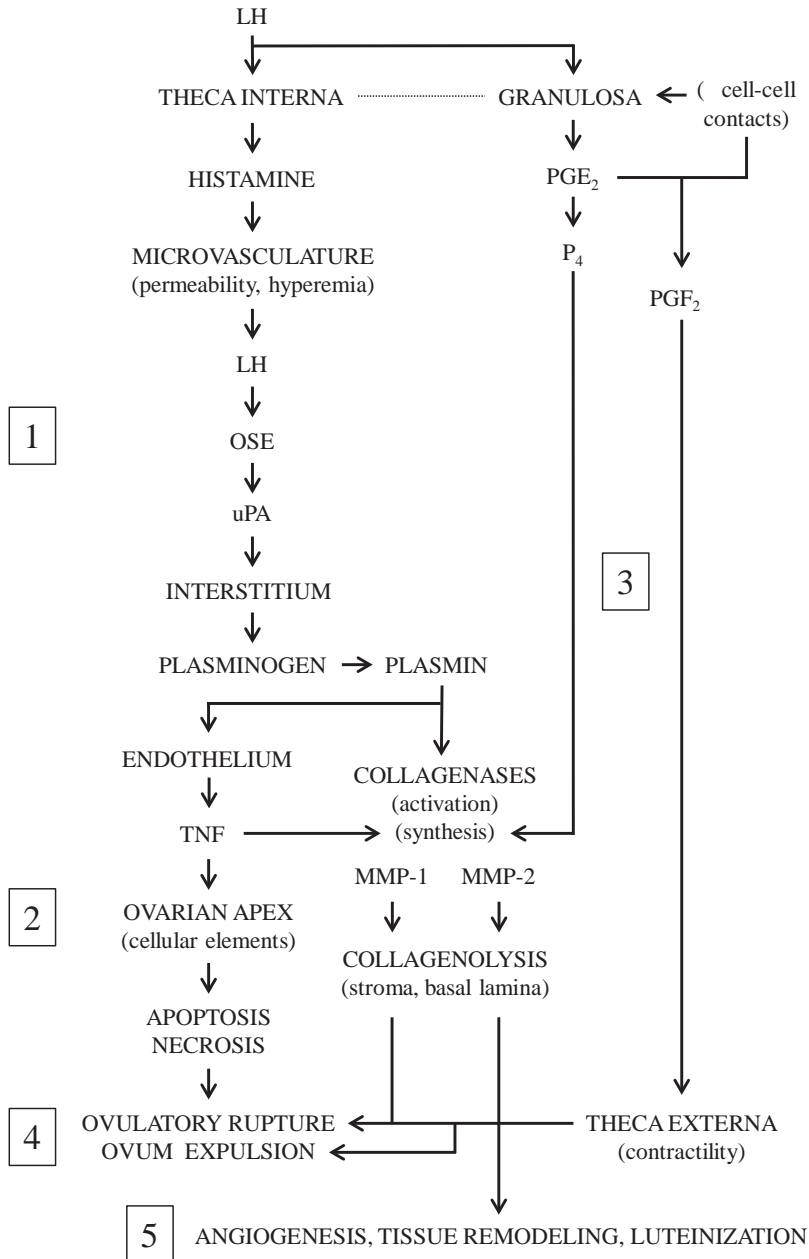 LH
THECA INTERNA GRANULOSA ( cell-cell
contacts)
HISTAMINE PGE₂
MICROVASCULATURE
(permeability, hyperemia)
P₄
PGF₂
LH
1
OSE
uPA
3
INTERSTITIUM
PLASMINOGEN PLASMIN
ENDOTHELIUM
COLLAGENASES
(activation)
TNF (synthesis)
MMP-1 MMP-2
2
OVARIAN APEX
(cellular elements)
COLLAGENOLYSIS
(stroma, basal lamina)
APOPTOSIS
NECROSIS
4
OVULATORY RUPTURE
OVUM EXPULSION
THECA EXTERNA
(contractility)
5 ANGIOGENESIS, TISSUE REMODELING, LUTEINIZATION